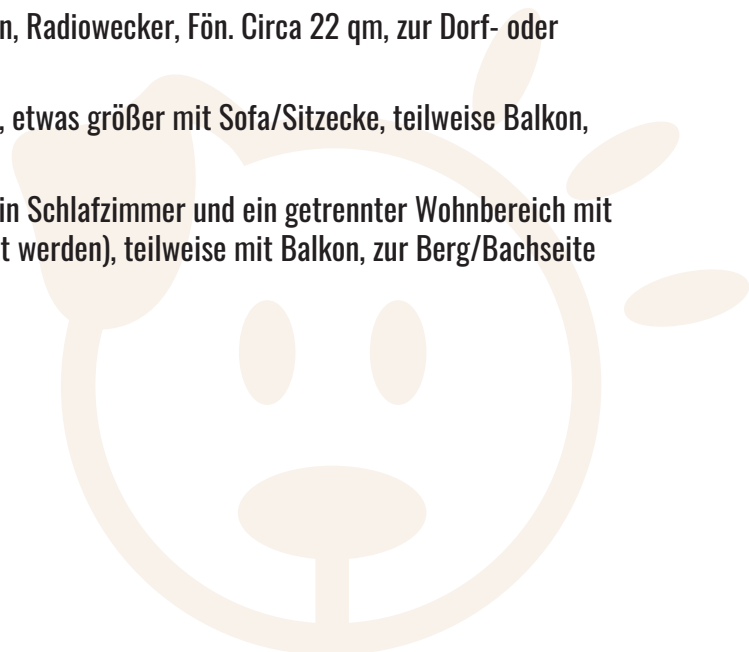 n, Radiowecker, Fön. Circa 22 qm, zur Dorf- oder
, etwas größer mit Sofa/Sitzecke, teilweise Balkon,
in Schlafzimmer und ein getrennter Wohnbereich mit
t werden), teilweise mit Balkon, zur Berg/Bachseite